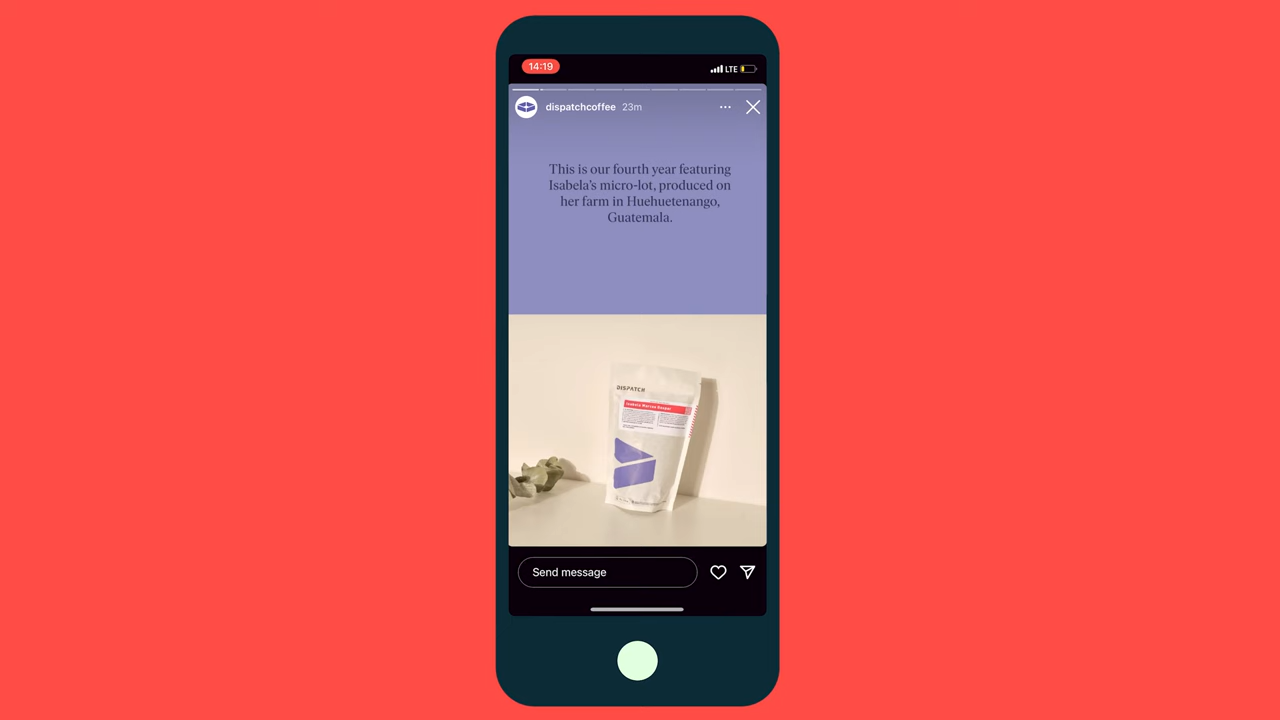 14:19
LTE
dispatchcoffee 23m
This is our fourth year featuring
Isabela's micro-lot, produced on
her farm in Huehuetenango,
Guatemala.
DISPATCH
Send message